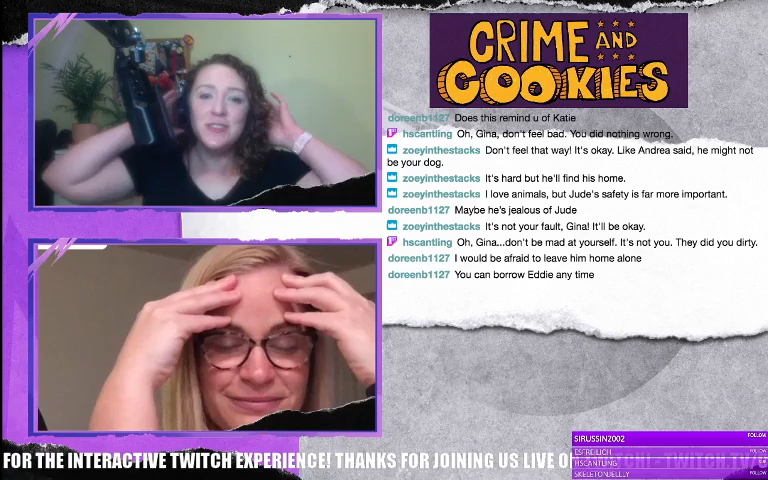 CRIME AND
COOKIES
doreenb1127 Does this remind u of Katie
hscantling Oh, Gina, don't feel bad. You did nothing wrong.
zoeyinthestacks Don't feel that way! It's okay. Like Andrea said, he might not
be your dog.
zoeyinthestacks It's hard but he'll find his home.
zoeyinthestacks I love animals, but Jude's safety is far more important.
doreenb1127 Maybe he's jealous of Jude
zoeyinthestacks It's not your fault, Gina! It'll be okay.
hscantling Oh, Gina...don't be mad at yourself. It's not you. They did you dirty.
doreenb1127 I would be afraid to leave him home alone
doreenb1127 You can borrow Eddie any time
SIRUSSIN2002 FOLLOW
ESFREILICH FOLLOW
HSCANTLING
SKELETONJELLLY FOLLOW
FOR THE INTERACTIVE TWITCH EXPERIENCE! THANKS FOR JOINING US LIVE